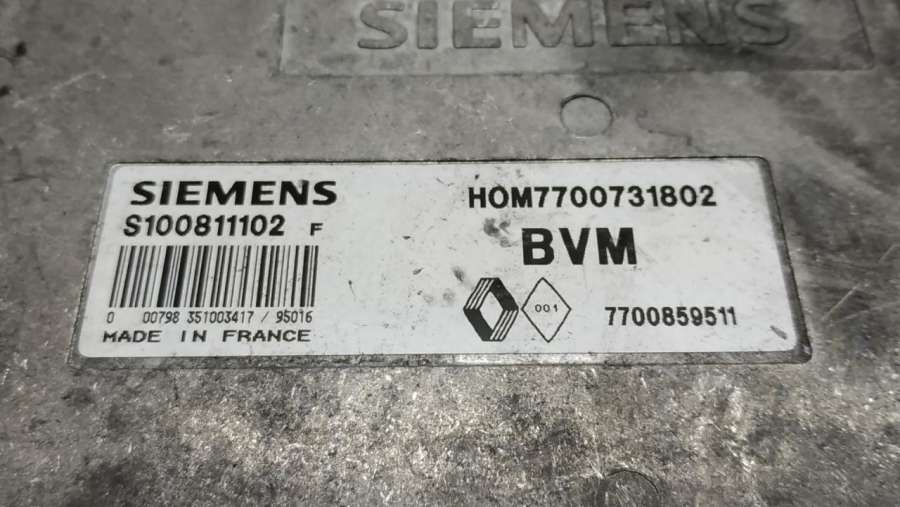 SIEMENS
SIEMENS
S100811102 F
0 00798 351003417 / 95016
MADE IN FRANCE
HOM7700731802
BVM
001
7700859511